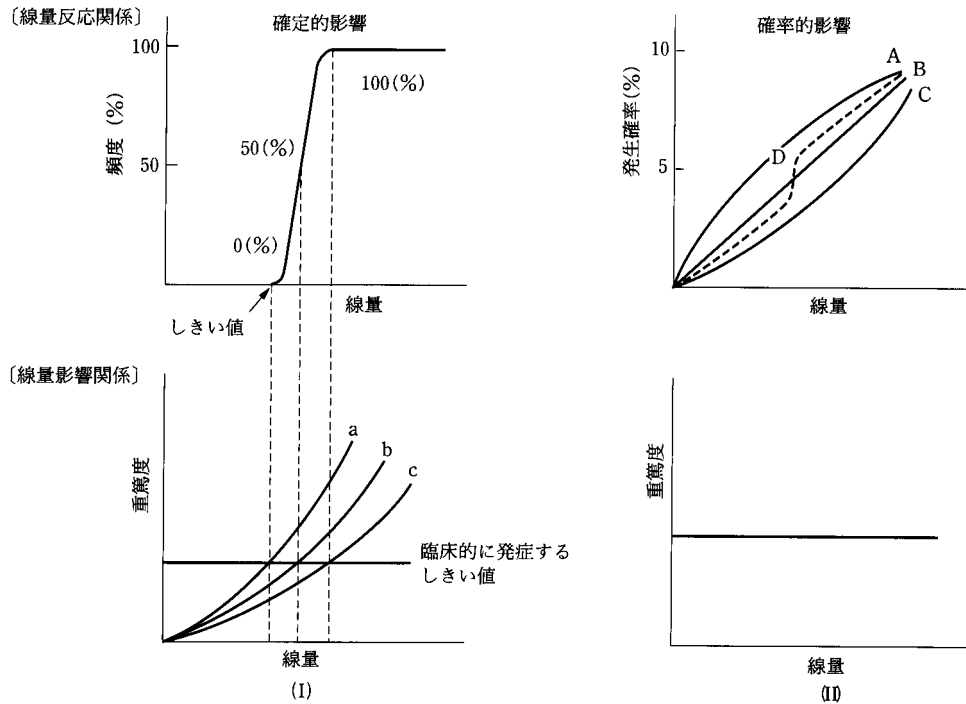 〔線量反応関係〕
確定的影響
頻度 (%)
100
50
100(%)
50(%)
0(%)
しきい値
線量
確率的影響
発生確率(%)
10
5
A
B
C
D
線量
〔線量影響関係〕
重篤度
a
b
c
臨床的に発症する
しきい値
線量
(I)
重篤度
線量
(II)